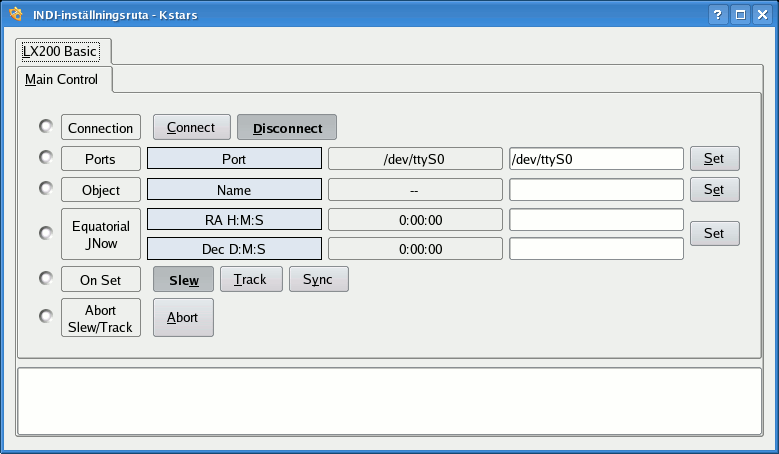 INDI-inställningsruta - Kstars
LX200 Basic
Main Control
Connection Connect Disconnect
Ports Port /dev/ttyS0 /dev/ttyS0 Set
Object Name -- Set
Equatorial JNow RA H:M:S 0:00:00 Set
Dec D:M:S 0:00:00
On Set Slew Track Sync
Abort Slew/Track Abort